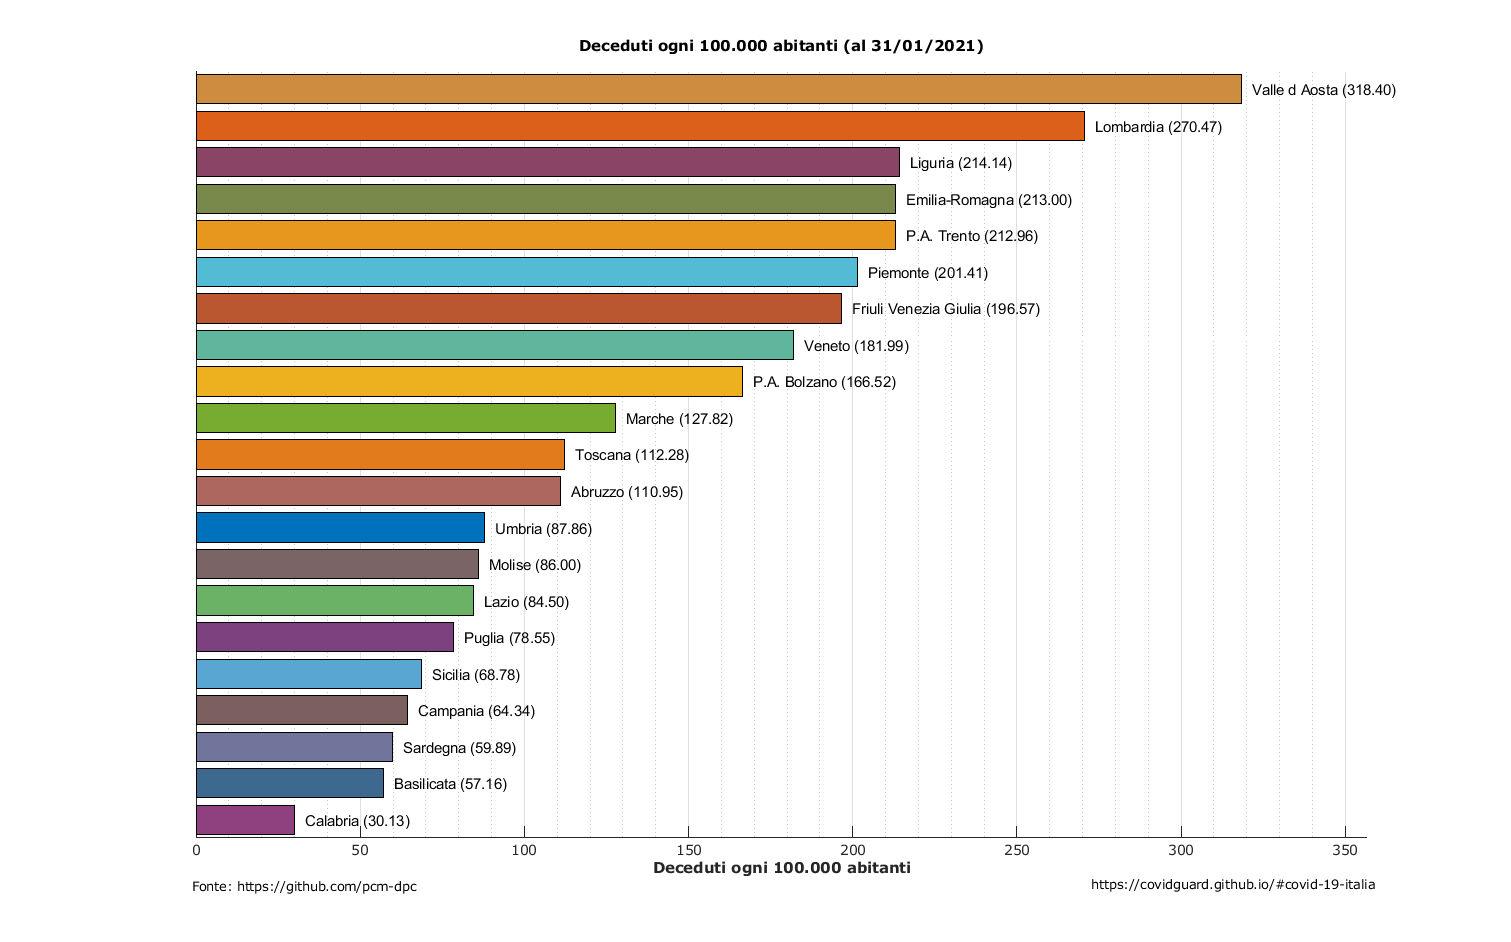 Deceduti ogni 100.000 abitanti (al 31/01/2021)
Valle d Aosta (318.40)
Lombardia (270.47)
Liguria (214.14)
Emilia-Romagna (213.00)
P.A. Trento (212.96)
Piemonte (201.41)
Friuli Venezia Giulia (196.57)
Veneto (181.99)
P.A. Bolzano (166.52)
Marche (127.82)
Toscana (112.28)
Abruzzo (110.95)
Umbria (87.86)
Molise (86.00)
Lazio (84.50)
Puglia (78.55)
Sicilia (68.78)
Campania (64.34)
Sardegna (59.89)
Basilicata (57.16)
Calabria (30.13)
0 50 100 150 200 250 300 350
Deceduti ogni 100.000 abitanti
Fonte: https://github.com/pcm-dpc
https://covidguard.github.io/#covid-19-italia